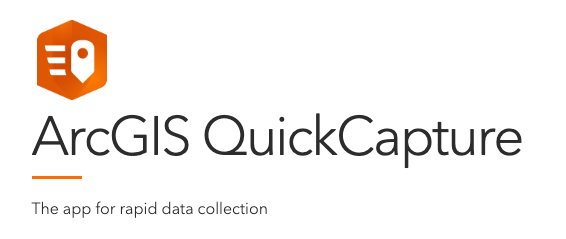 ArcGIS QuickCapture
The app for rapid data collection